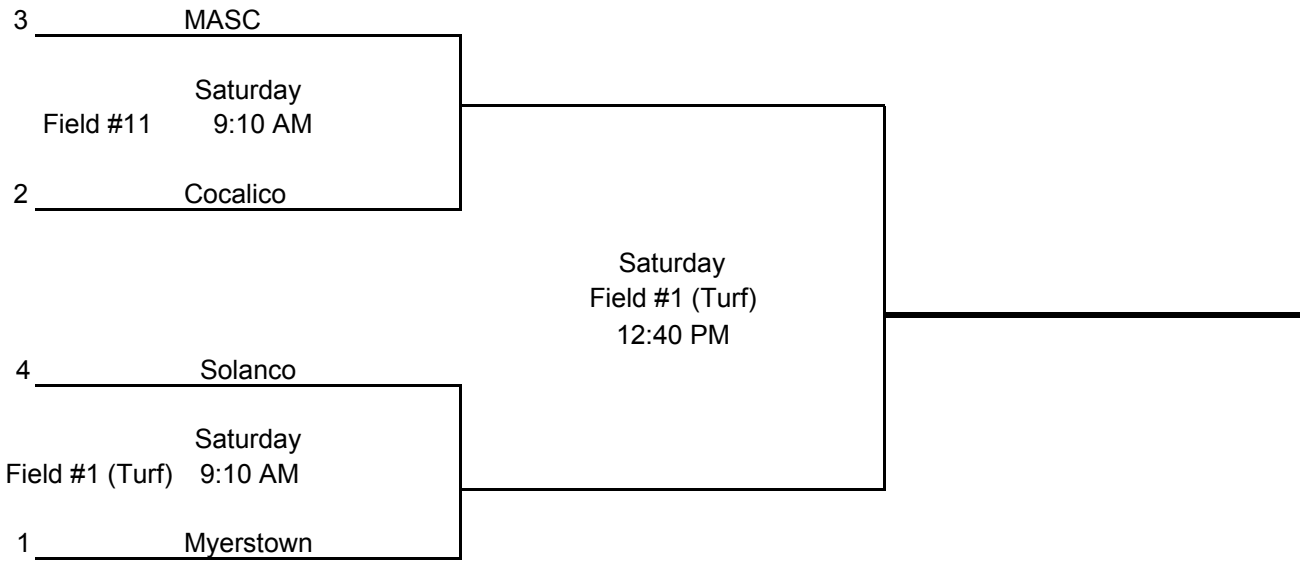 3 MASC
Saturday
Field #11 9:10 AM
2 Cocalico
Saturday
Field #1 (Turf)
12:40 PM
4 Solanco
Saturday
Field #1 (Turf) 9:10 AM
1 Myerstown